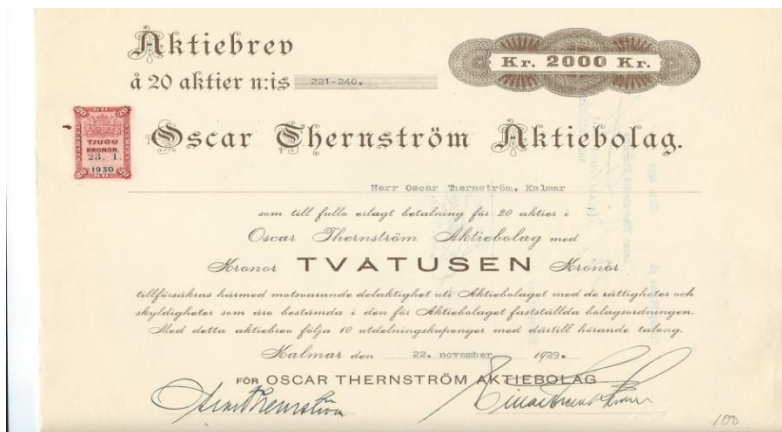 Aktiebrev
Kr. 2000 Kr.
à 20 aktier n:is 221-240.
TJUGU
KRONOR
23. 1.
1930
Oscar Thernström Aktiebolag.
Herr Oscar Thernström, Kalmar
som till fullo erlagt betalning för 20 aktier i
Oscar Thernström Aktiebolag med
Kronor TVATUSEN Kronor
tillförsäkras härmed motsvarande delaktighet uti Aktiebolaget med de rättigheter och
skyldigheter som äro bestämda i den för Aktiebolaget fastställda bolagsordningen.
Med detta aktiebrev följa 10 utdelningskuponger med därtill hörande talong.
Kalmar den 22. november 1929.
FÖR OSCAR THERNSTRÖM AKTIEBOLAG
Thernström
100